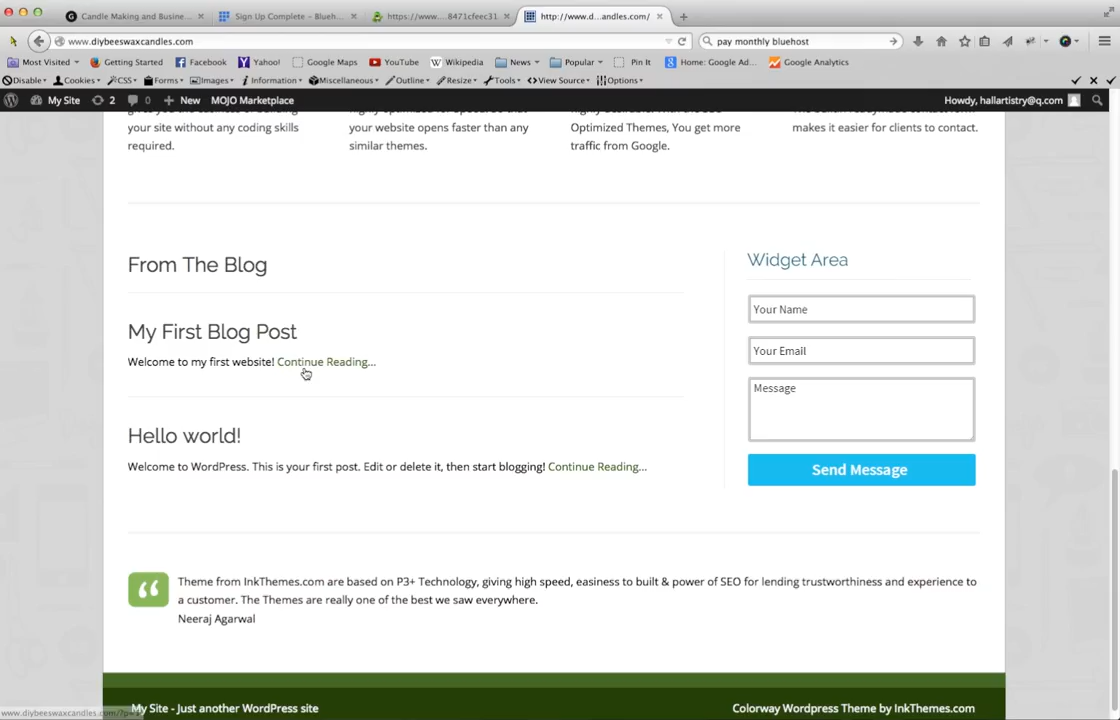 Candle Making and Busine...
Sign Up Complete – Blueh...
https://www....8471cfeec31
http://www.d...andles.com/
www.diybeeswaxcandles.com
pay monthly bluehost
Most Visited
Getting Started
Facebook
Yahoo!
Google Maps
YouTube
Wikipedia
News
Popular
Pin It
Home: Google Ad...
Google Analytics
Disable
Cookies
CSS
Forms
Images
Information
Miscellaneous
Outline
Resize
Tools
View Source
Options
My Site
2
0
New
MOJO Marketplace
Howdy, hallartistry@q.com
your site without any coding skills
required.
your website opens faster than any
similar themes.
Optimized Themes, You get more
traffic from Google.
makes it easier for clients to contact.
From The Blog
My First Blog Post
Welcome to my first website! Continue Reading...
Hello world!
Welcome to WordPress. This is your first post. Edit or delete it, then start blogging! Continue Reading...
Widget Area
Your Name
Your Email
Message
Send Message
Theme from InkThemes.com are based on P3+ Technology, giving high speed, easiness to built & power of SEO for lending trustworthiness and experience to
a customer. The Themes are really one of the best we saw everywhere.
Neeraj Agarwal
My Site - Just another WordPress site
Colorway Wordpress Theme by InkThemes.com